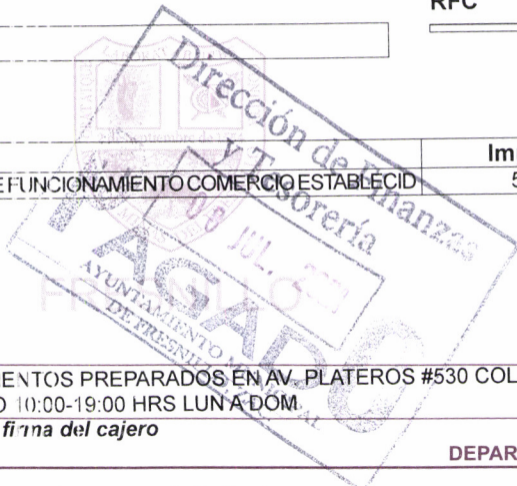 RFC
Im
E FUNCIONAMIENTO COMERCIO ESTABLECID
5
Dirección de Finanzas
y Tesorería
JUL.
PAGADO
AYUNTAMIENTO
DE FRESNILLO
FRESNILLO
ENTOS PREPARADOS EN AV. PLATEROS #530 COL
O 10:00-19:00 HRS LUN A DOM
firma del cajero
DEPAR